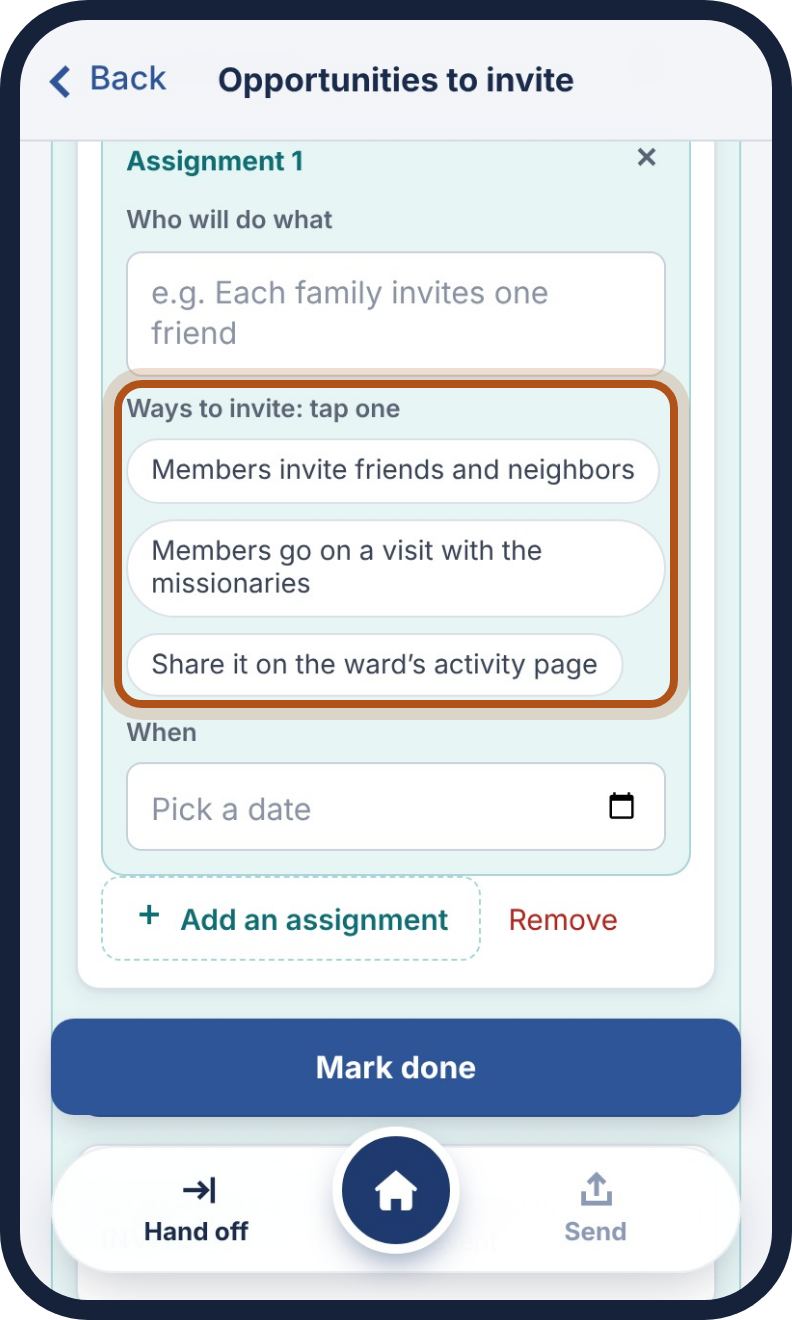 Back
Opportunities to invite
Assignment 1
Who will do what
e.g. Each family invites one
friend
Ways to invite: tap one
Members invite friends and neighbors
Members go on a visit with the
missionaries
Share it on the ward’s activity page
When
Pick a date
+ Add an assignment
Remove
Mark done
Hand off
Send